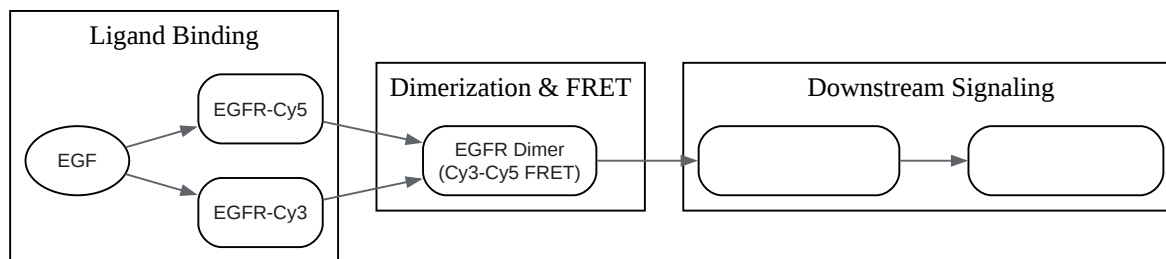 Ligand Binding
EGF
EGFR-Cy5
EGFR-Cy3
Dimerization & FRET
EGFR Dimer
(Cy3-Cy5 FRET)
Downstream Signaling